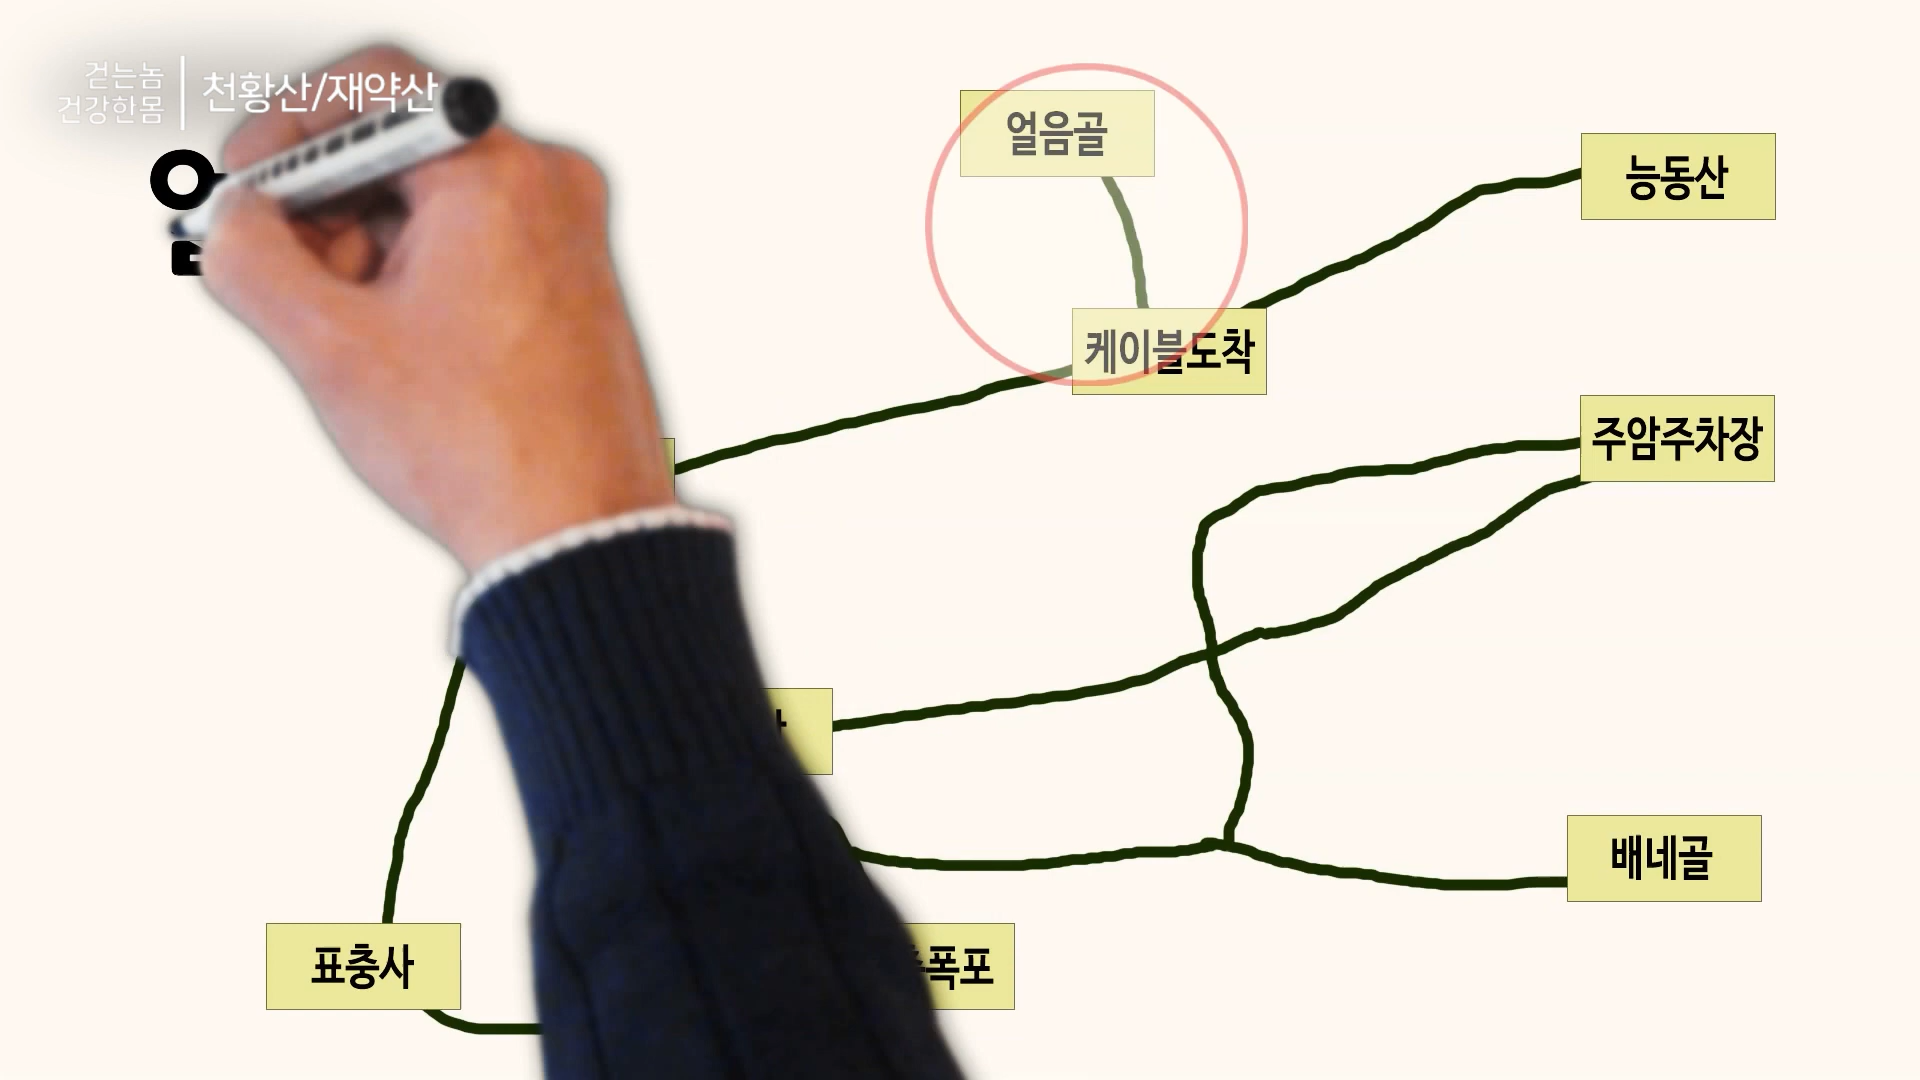 걷는놈
건강한몸
천황산/재약산
얼음골
능동산
케이블도착
주암주차장
배네골
표충사
폭포